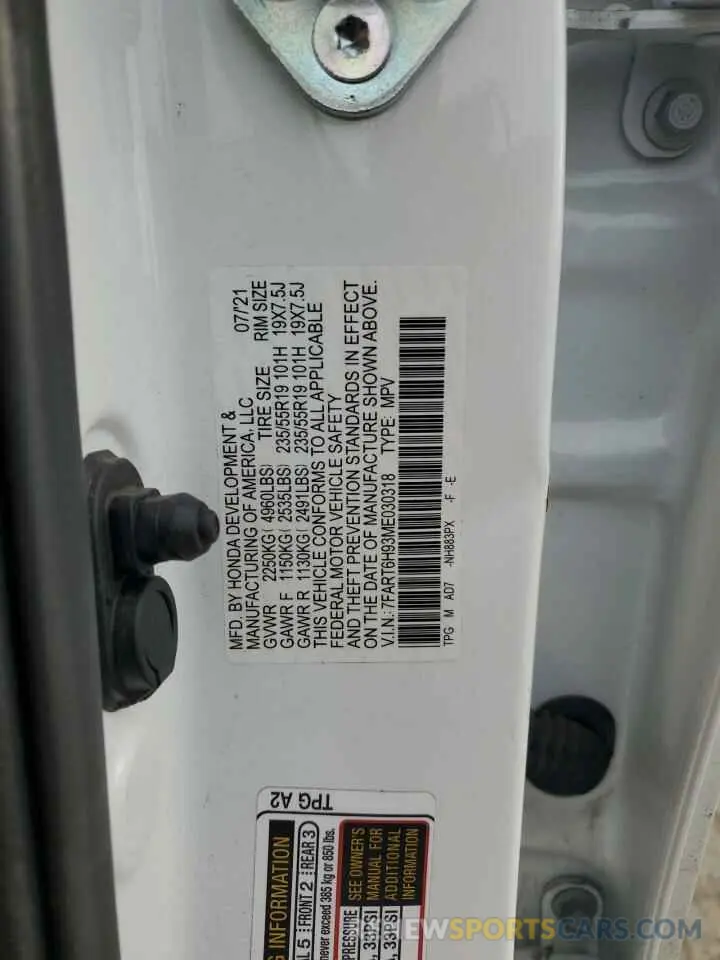 MFD. BY HONDA DEVELOPMENT &
MANUFACTURING OF AMERICA, LLC 07/'21
GVWR 2250KG( 4960LBS) TIRE SIZE RIM SIZE
GAWR F 1150KG( 2535LBS) 235/55R19 101H 19X7.5J
GAWR R 1130KG( 2491LBS) 235/55R19 101H 19X7.5J
THIS VEHICLE CONFORMS TO ALL APPLICABLE
FEDERAL MOTOR VEHICLE SAFETY
AND THEFT PREVENTION STANDARDS IN EFFECT
ON THE DATE OF MANUFACTURE SHOWN ABOVE.
V.I.N.: 7FART6H93ME030318 TYPE: MPV
TPG M AD7 -NH883PX -F -E
TPG A2
INFORMATION
5 FRONT 2 REAR 3
never exceed 385 kg or 850 lbs.
PRESSURE SEE OWNER'S
33PSI MANUAL FOR
33PSI ADDITIONAL
INFORMATION
NEWSPORTSCARS.COM